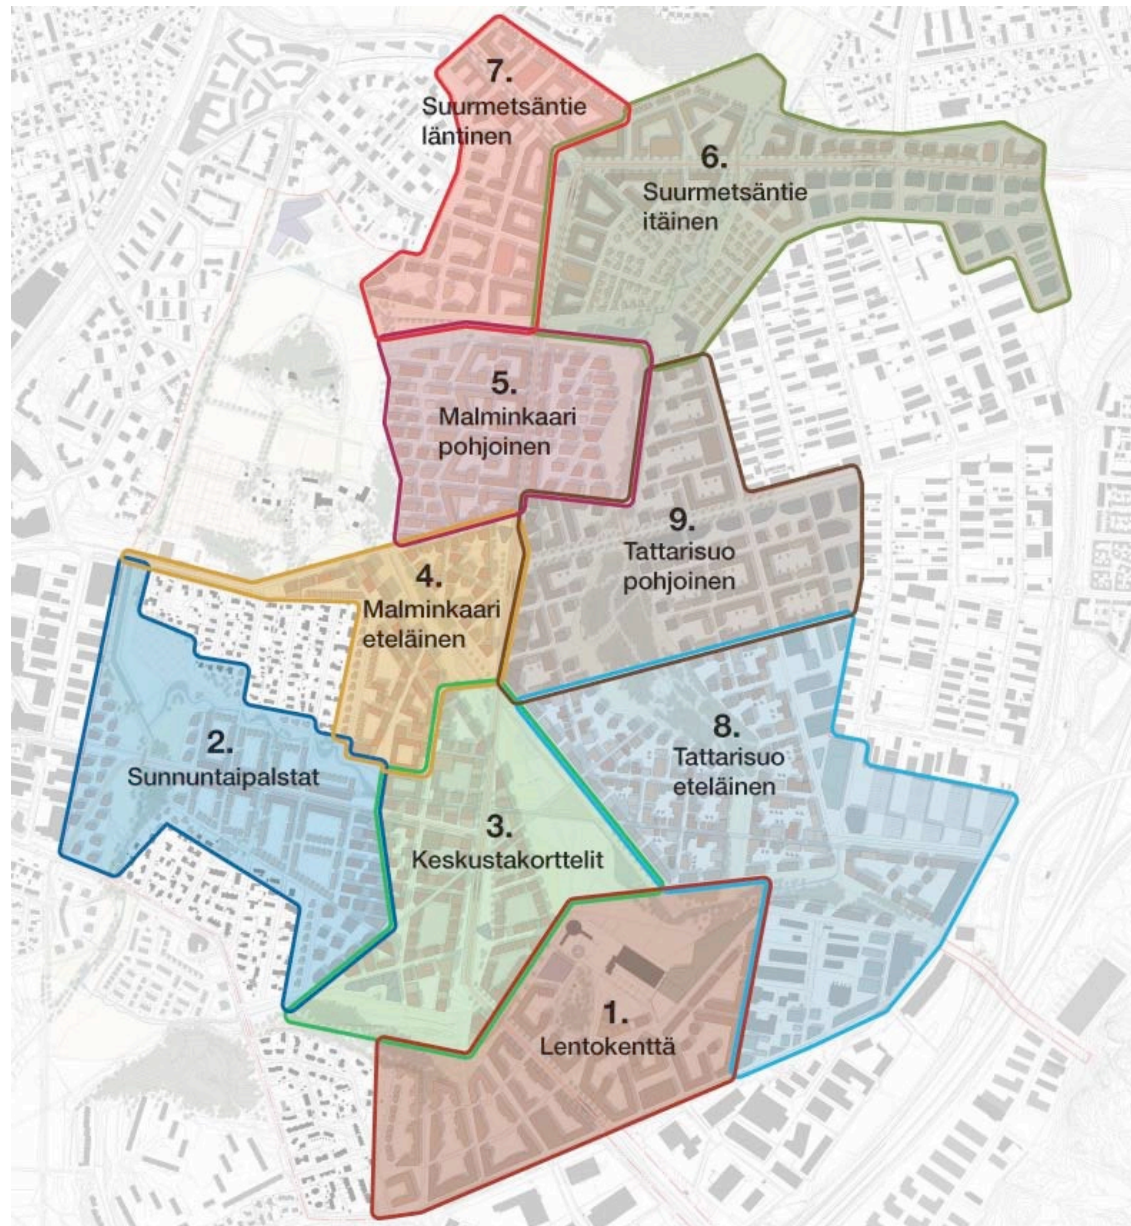 7.
Suurmetsäntie
läntinen
6.
Suurmetsäntie
itäinen
5.
Malminkaari
pohjoinen
9.
Tattarisuo
pohjoinen
4.
Malminkaari
eteläinen
2.
Sunnuntaipalstat
8.
Tattarisuo
eteläinen
3.
Keskustakorttelit
1.
Lentokenttä